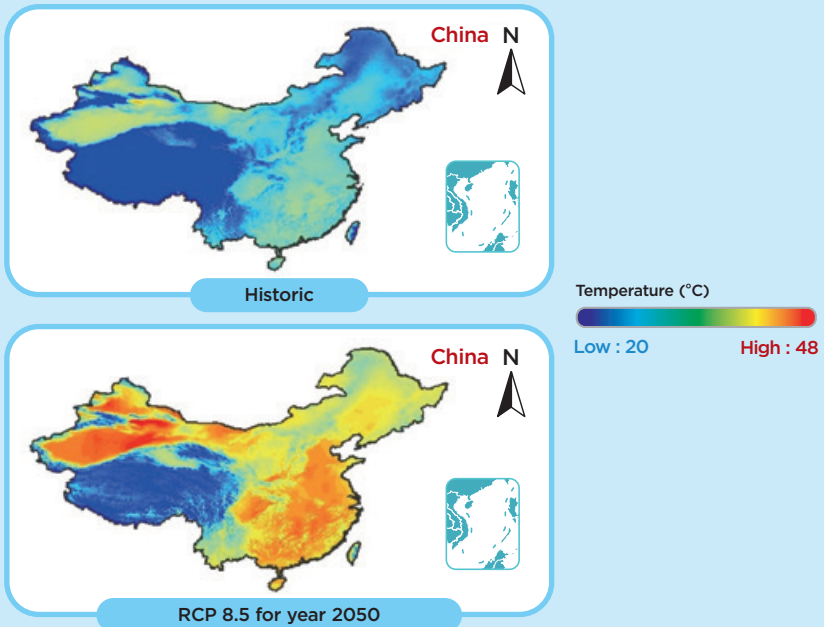 China N
Historic
Temperature (°C)
Low : 20 High : 48
China N
RCP 8.5 for year 2050